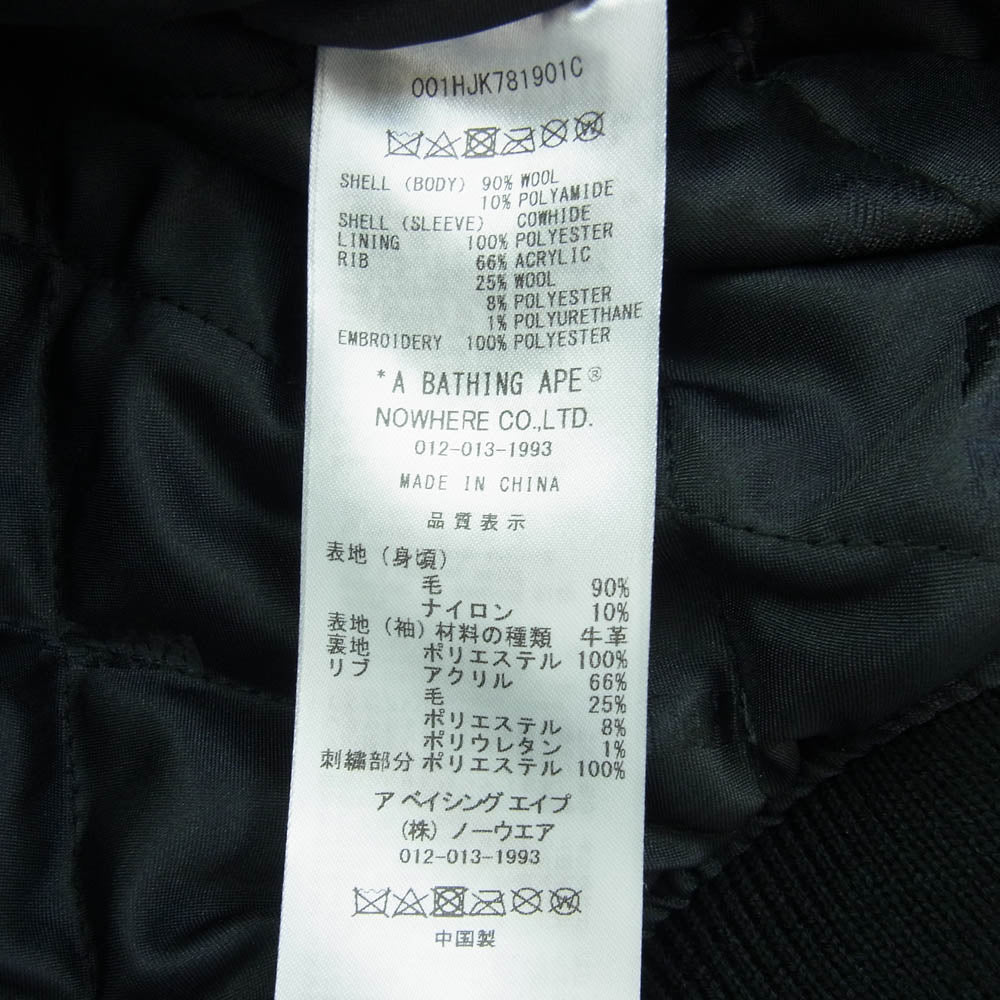 001HJK781901C
SHELL (BODY) 90% WOOL
10% POLYAMIDE
SHELL (SLEEVE) COWHIDE
LINING 100% POLYESTER
RIB 66% ACRYLIC
25% WOOL
8% POLYESTER
1% POLYURETHANE
EMBROIDERY 100% POLYESTER
*A BATHING APE®
NOWHERE CO.,LTD.
012-013-1993
MADE IN CHINA
品質表示
表地 (身頃)
毛 90%
ナイロン 10%
表地 (袖) 材料の種類 牛革
裏地 ポリエステル 100%
リブ アクリル 66%
毛 25%
ポリエステル 8%
ポリウレタン 1%
刺繍部分 ポリエステル 100%
ア ベイシング エイプ
(株) ノーウエア
012-013-1993
中国製